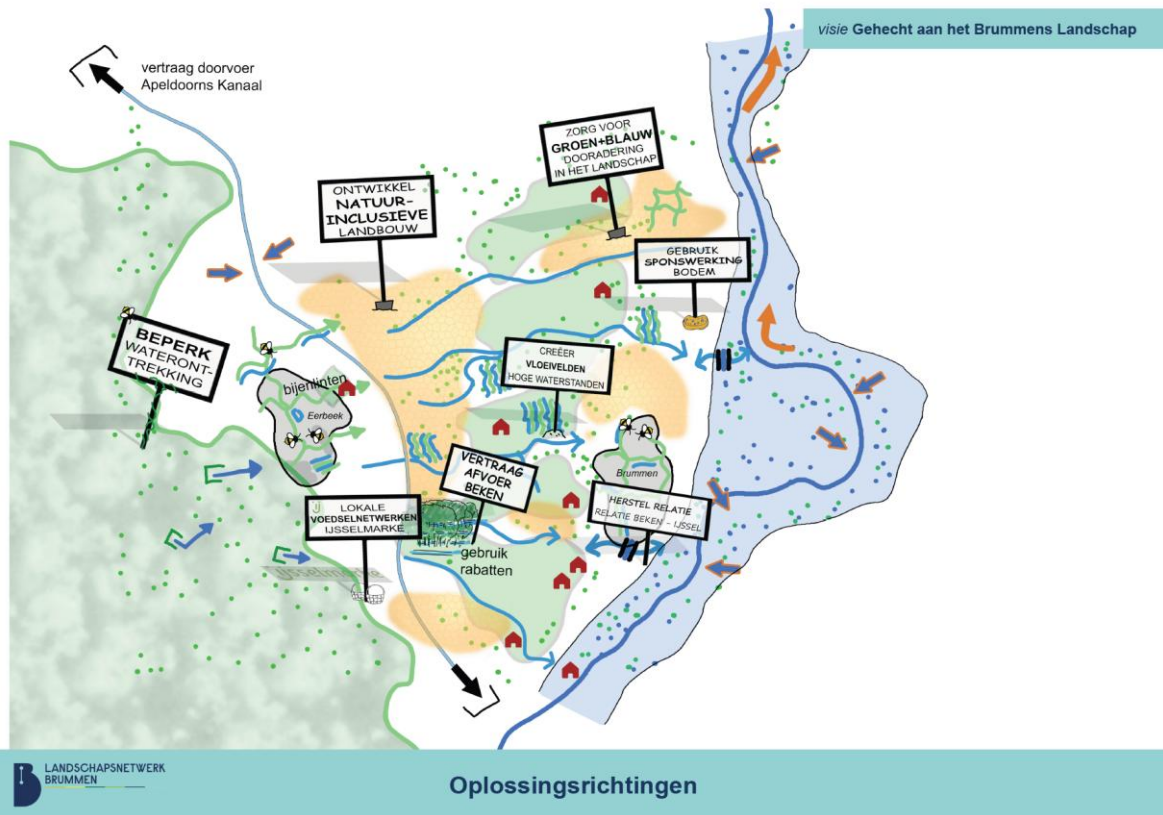 visie Gehecht aan het Brummens Landschap
vertraag doorvoer
Apeldoorns Kanaal
ZORG VOOR
GROEN+BLAUW
DOORADERING
IN HET LANDSCHAP
ONTWIKKEL
NATUUR-
INCLUSIEVE
LANDBOUW
GEBRUIK
SPONSWERKING
BODEM
BEPERK
WATERONT-
TREKKING
CREËER
VLOEIVELDEN
HOGE WATERSTANDEN
bijenlinten
Eerbeek
VERTRAAG
AFVOER
BEKEN
Brummen
HERSTEL RELATIE
RELATIE BEKEN - IJSSEL
LOKALE
VOEDSELNETWERKEN
IJSSELMARKE
gebruik
rabatten
Ijsselmarke
LANDSCHAPSNETWERK
BRUMMEN
Oplossingsrichtingen